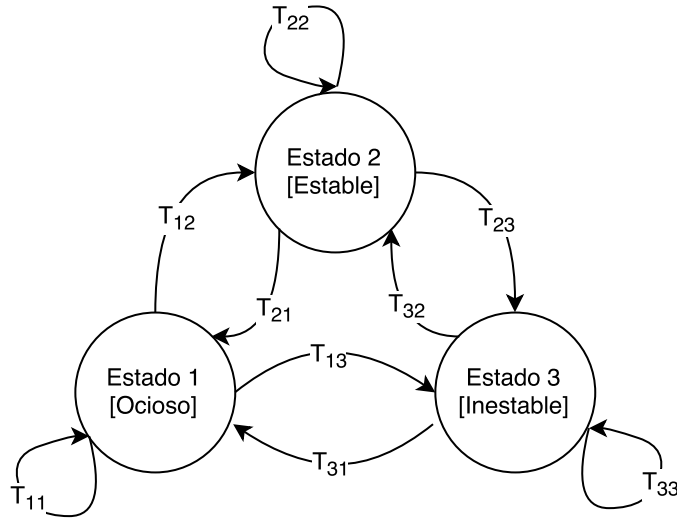 T22
Estado 2
[Estable]
T12
T23
T21
T32
Estado 1
[Ocioso]
T13
Estado 3
[Inestable]
T31
T11
T33